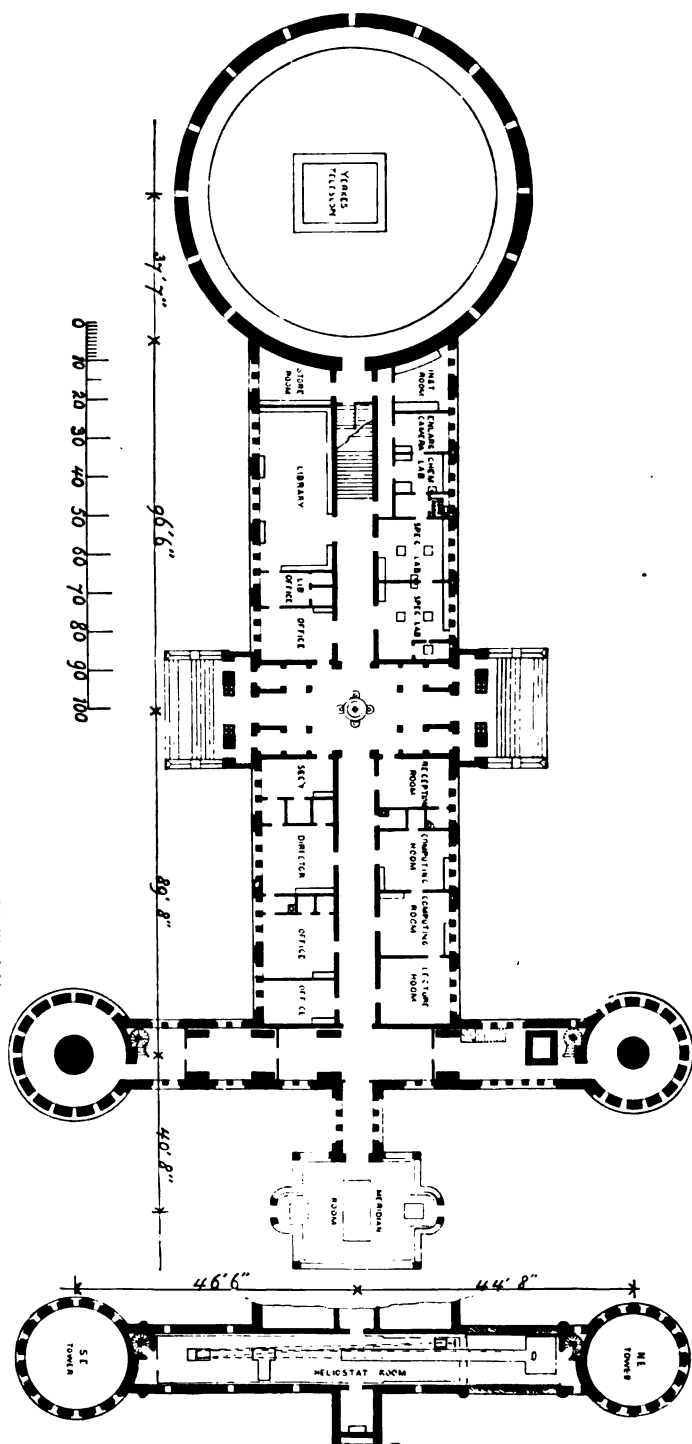 YERKES
TELESCOPE
37'7"
0
10
20
30
40
50
60
70
80
90
100
STORE
ROOM
INST
ROOM
ENLARG
CAMERA
CHEM
LAB
LIBRARY
96'6"
SPEC LAB
SPEC LAB
LIB
OFFICE
OFFICE
SECY
RECEPTION
ROOM
DIRECTOR
COMPUTING
ROOM
89'8"
OFFICE
COMPUTING
ROOM
OFFICE
LECTURE
ROOM
40'8"
MERIDIAN
ROOM
46'6"
44'8"
SE
TOWER
HELIOSTAT ROOM
NE
TOWER